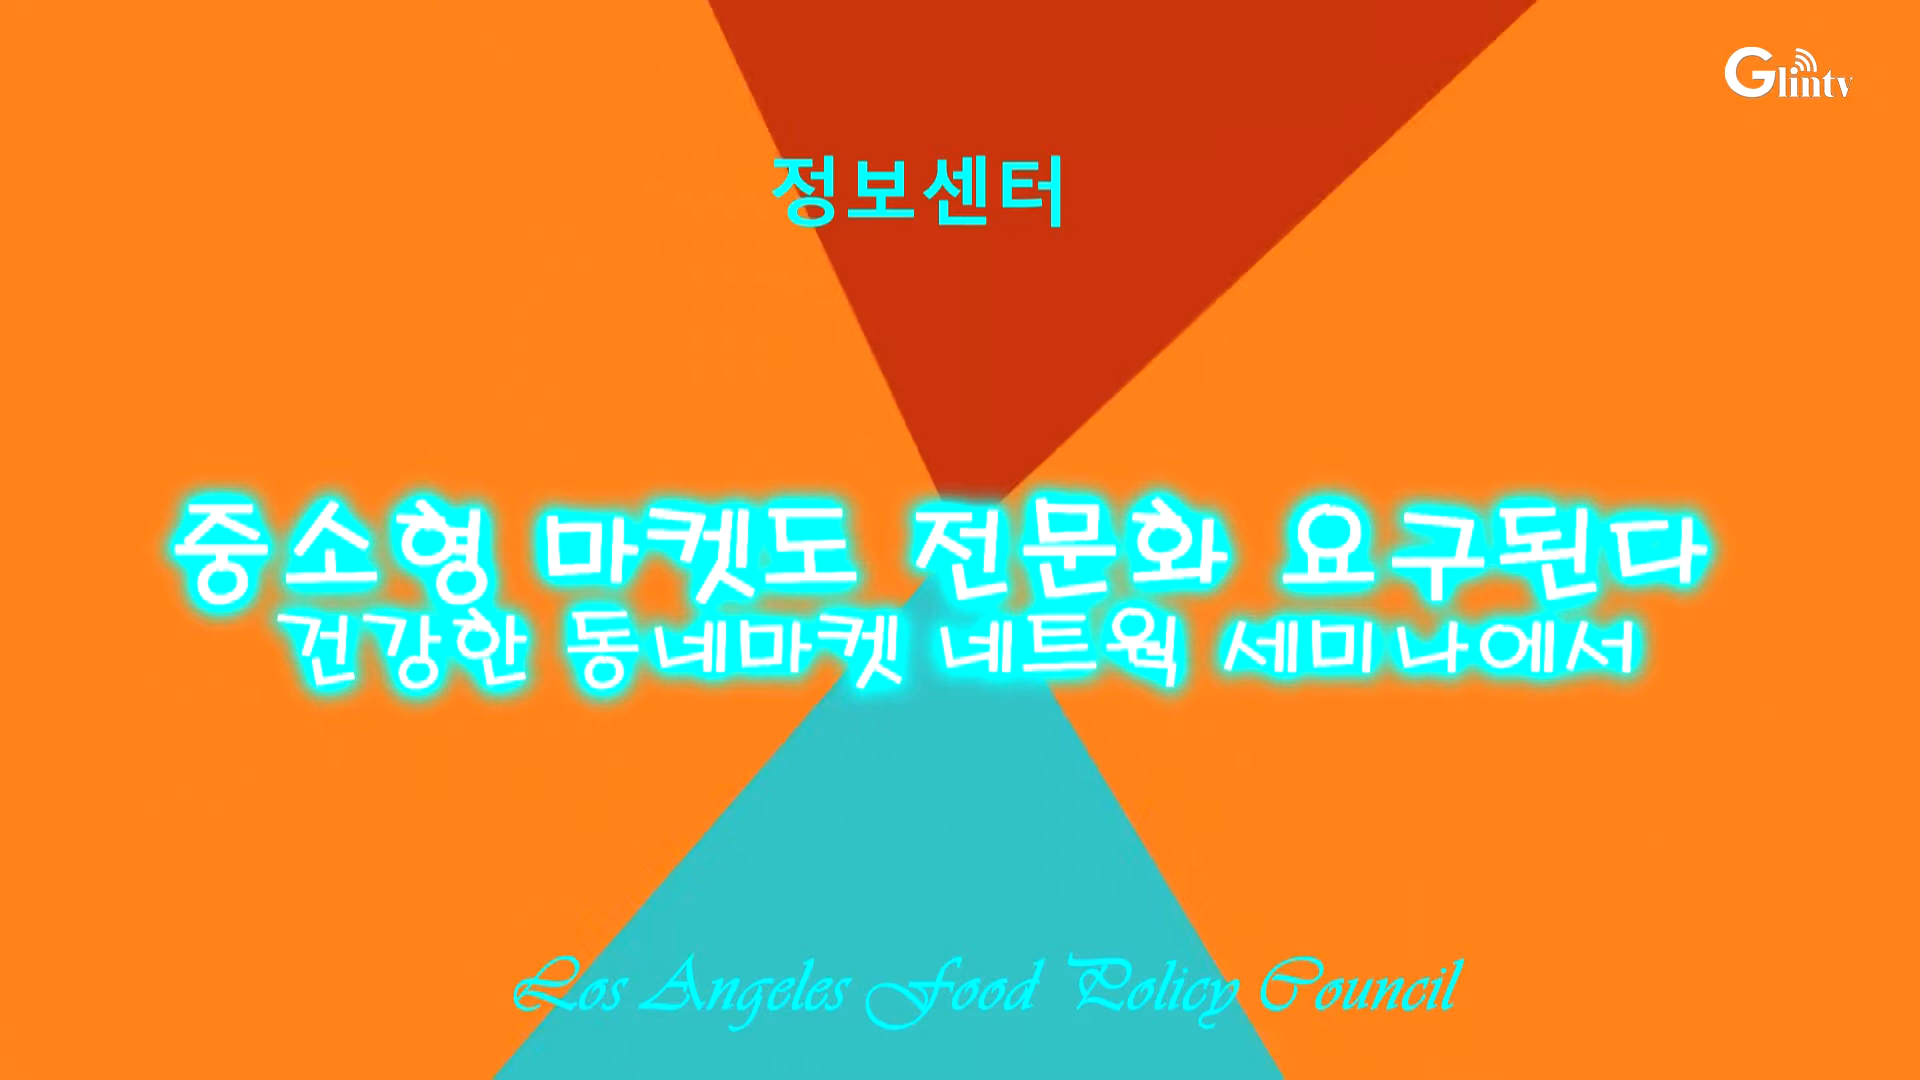 Glintv
정보센터
중소형 마켓도 전문화 요구된다
건강한 동네마켓 네트웍 세미나에서
Los Angeles Food Policy Council